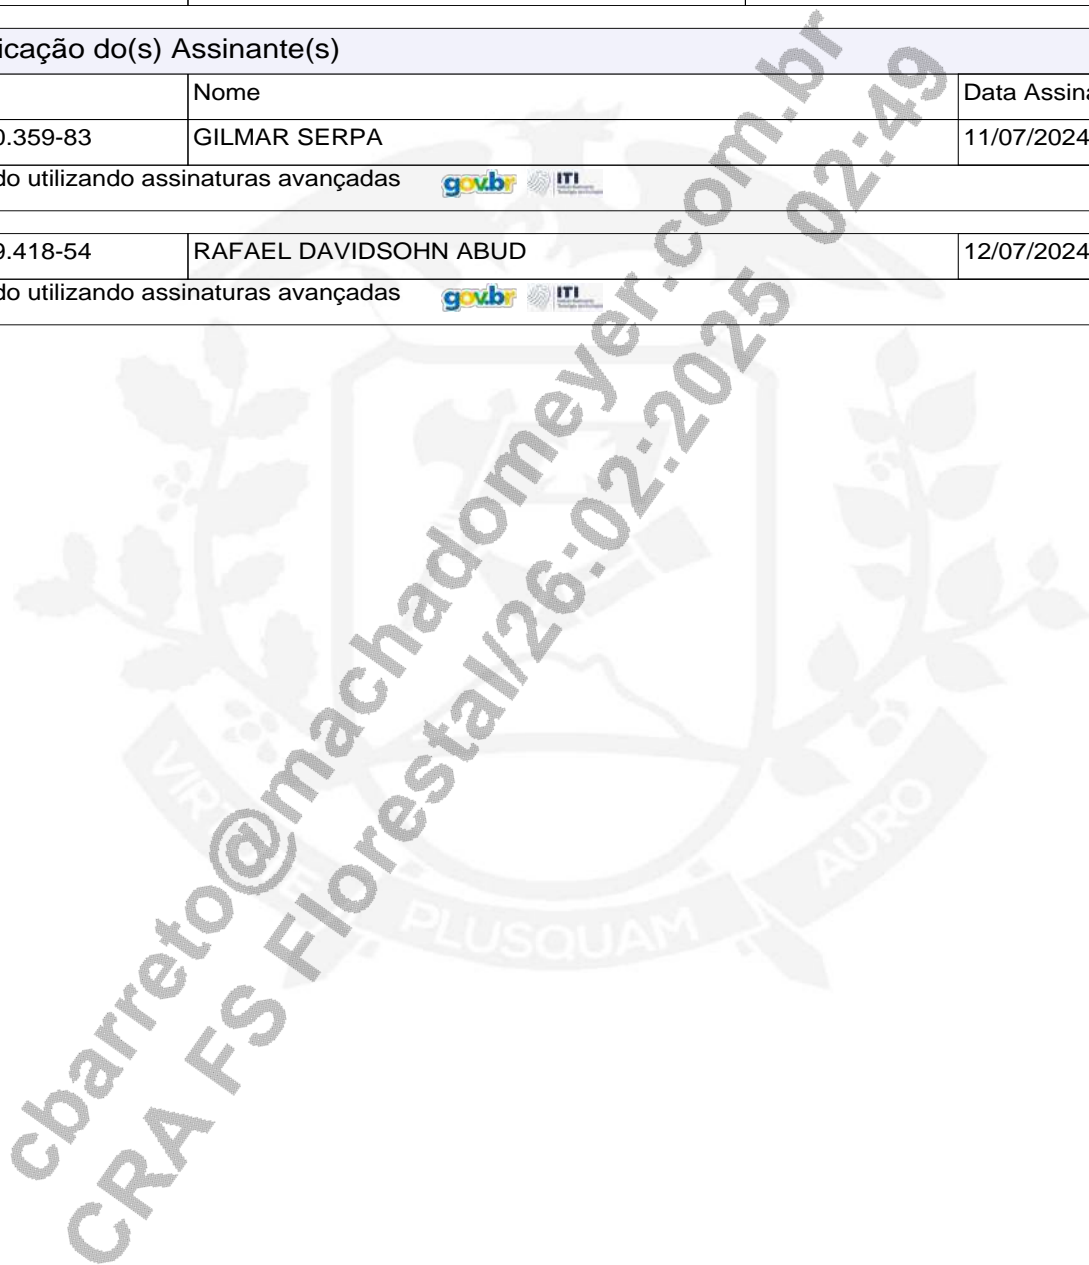 icação do(s) Assinante(s)
Nome
Data Assina
0.359-83
GILMAR SERPA
11/07/2024
do utilizando assinaturas avançadas
gov.br
ITI
9.418-54
RAFAEL DAVIDSOHN ABUD
12/07/2024
do utilizando assinaturas avançadas
gov.br
ITI
cbarreto@machadomeyer.com.br
CRA FS Florestal/26:02:2025 02:49
PLUSQUAM
AURO